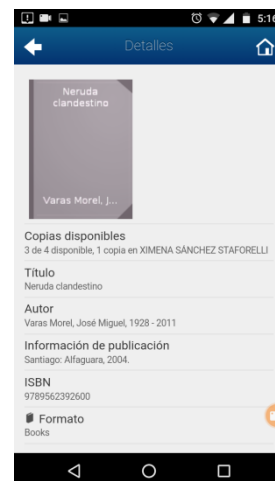 5:16
Detalles
Neruda
clandestino
Varas Morel, J...
Copias disponibles
3 de 4 disponible, 1 copia en XIMENA SÁNCHEZ STAFORELLI
Título
Neruda clandestino
Autor
Varas Morel, José Miguel, 1928 - 2011
Información de publicación
Santiago: Alfaguara, 2004.
ISBN
9789562392600
Formato
Books